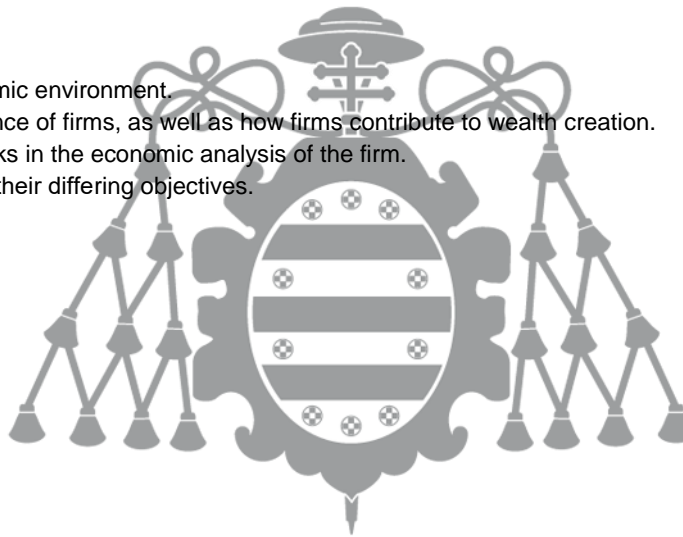 mic environment.
nce of firms, as well as how firms contribute to wealth creation.
ks in the economic analysis of the firm.
their differing objectives.